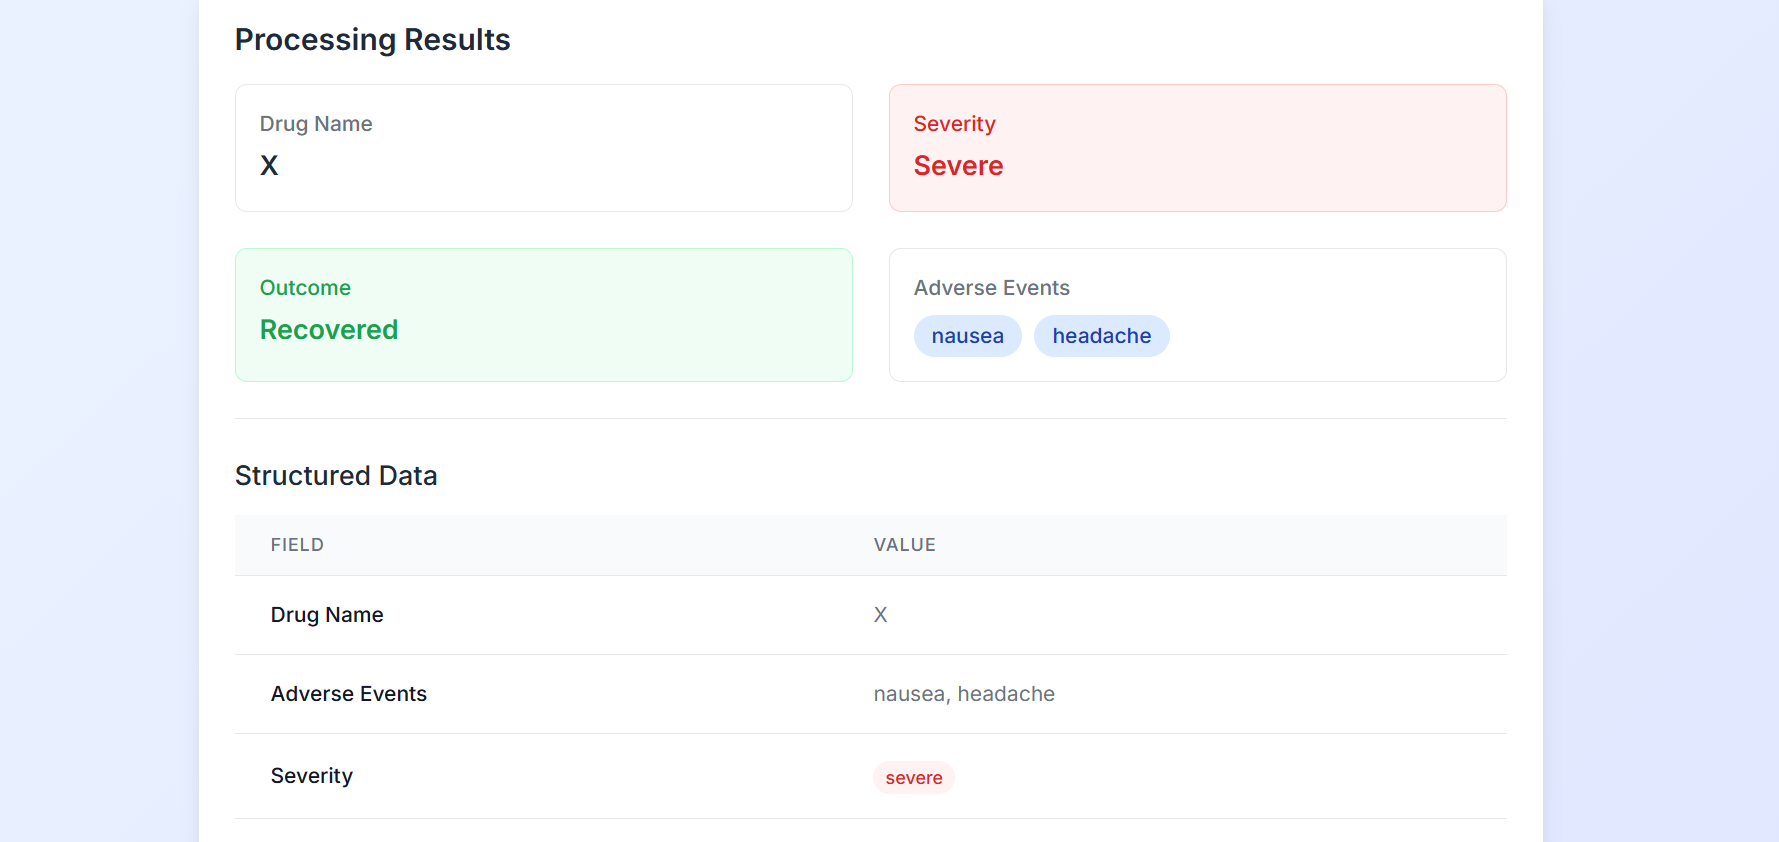 Processing Results
Drug Name
X
Severity
Severe
Outcome
Recovered
Adverse Events
nausea headache
Structured Data
FIELD VALUE
Drug Name X
Adverse Events nausea, headache
Severity severe